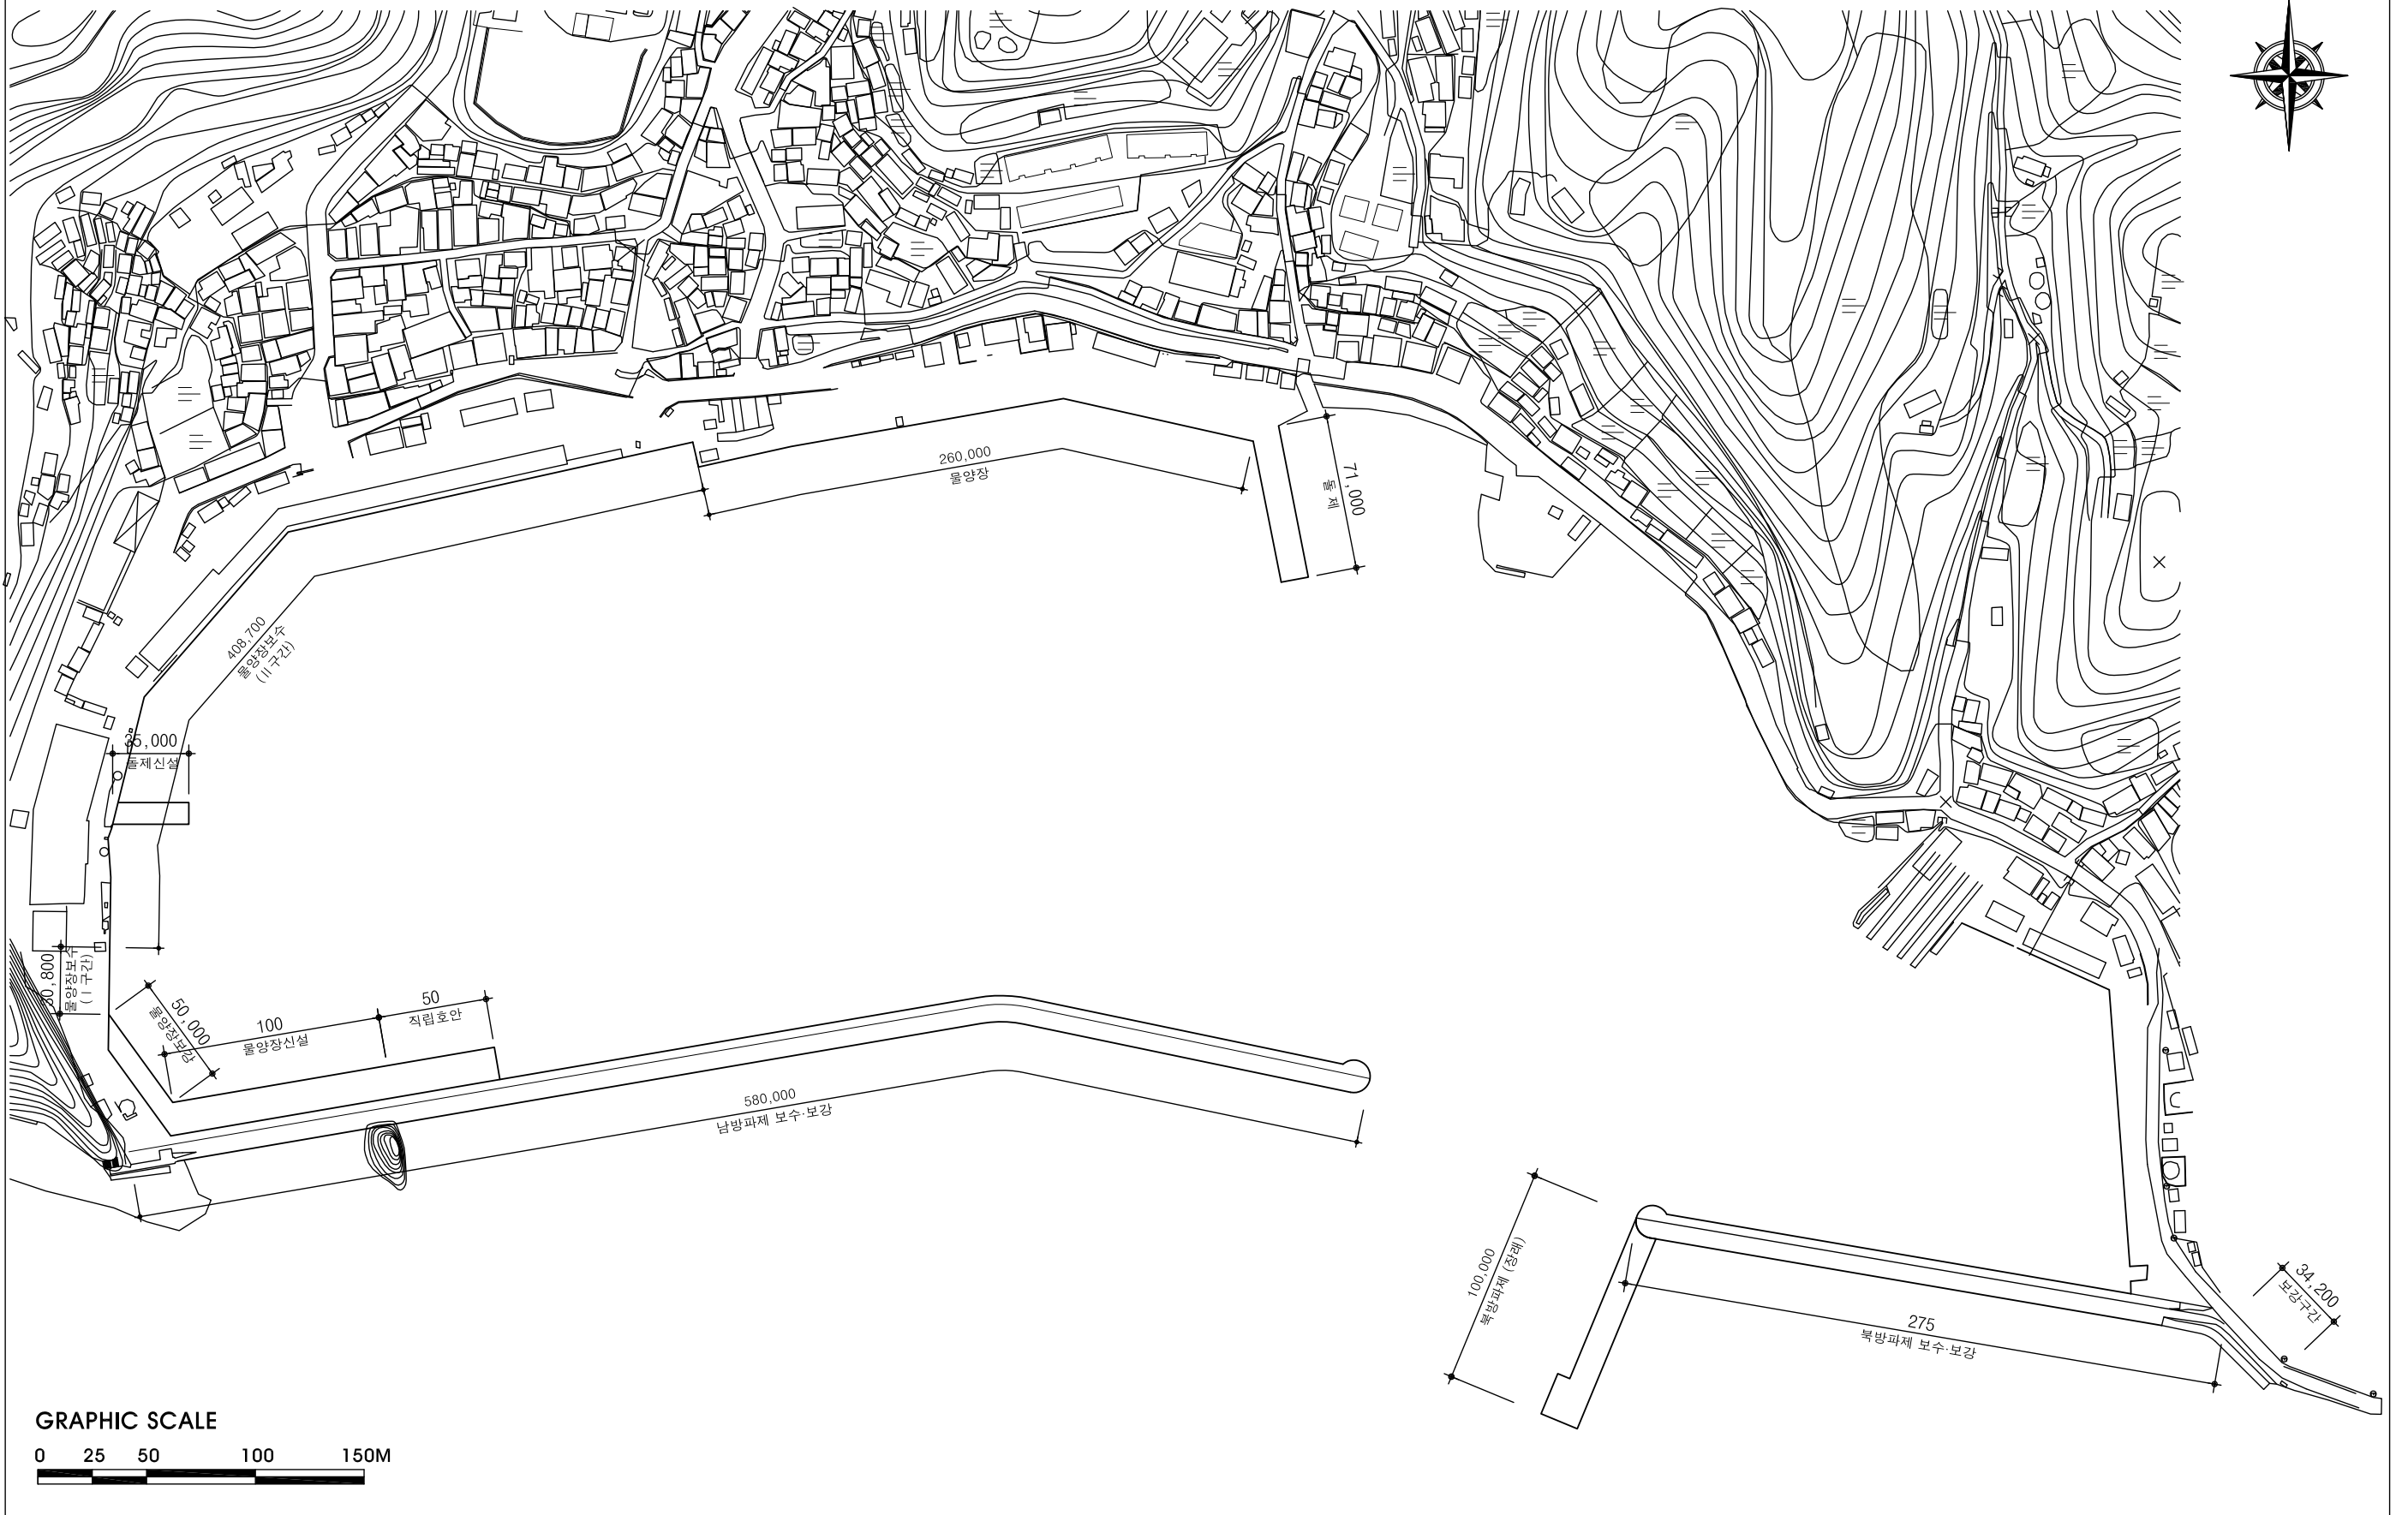 260,000
물양장
71,000
돌 제
408,700
물양장보수
(II구간)
35,000
돌제신설
물양장보수
(I구간)
50,000
물양장보강
100
물양장신설
50
직립호안
580,000
남방파제 보수·보강
100,000
북방파제 (장래)
275
북방파제 보수·보강
34,200
보강구간
GRAPHIC SCALE
0 25 50 100 150M